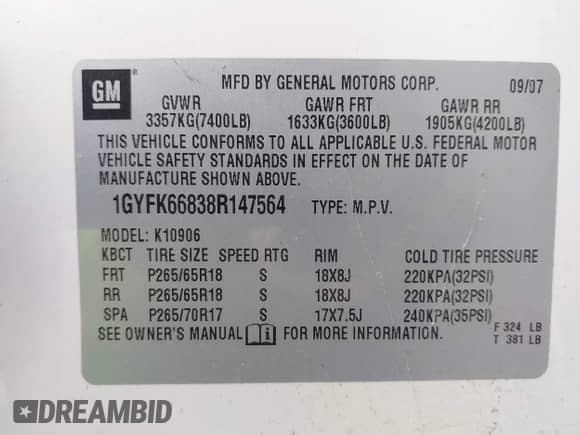 GM ® MFD BY GENERAL MOTORS CORP. 09/07
GVWR GAWR FRT GAWR RR
3357KG(7400LB) 1633KG(3600LB) 1905KG(4200LB)
THIS VEHICLE CONFORMS TO ALL APPLICABLE U.S. FEDERAL MOTOR
VEHICLE SAFETY STANDARDS IN EFFECT ON THE DATE OF
MANUFACTURE SHOWN ABOVE.
1GYFK66838R147564 TYPE: M.P.V.
MODEL: K10906
KBCT TIRE SIZE SPEED RTG RIM COLD TIRE PRESSURE
FRT P265/65R18 S 18X8J 220KPA(32PSI)
RR P265/65R18 S 18X8J 220KPA(32PSI)
SPA P265/70R17 S 17X7.5J 240KPA(35PSI)
SEE OWNER'S MANUAL FOR MORE INFORMATION.
F 324 LB
T 381 LB
DREAMBID